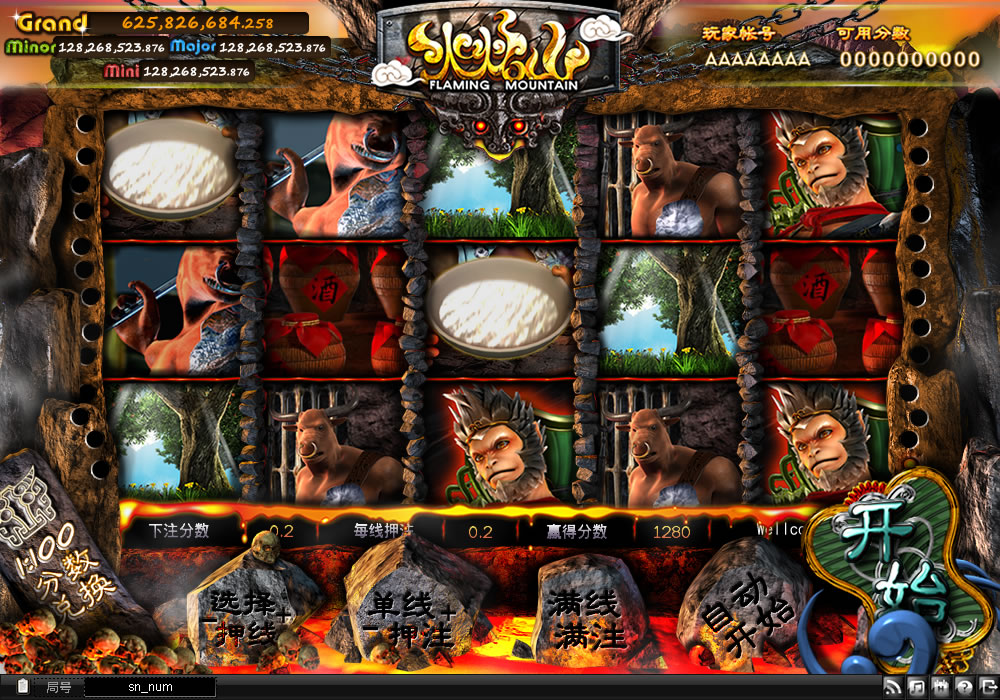 Grand 625,826,684.258
Minor 128,268,523.876 Major 128,268,523.876
Mini 128,268,523.876
火焰山
FLAMING MOUNTAIN
玩家帐号 可用分数
AAAAAAAA 0000000000
酒 酒
下注分数 0.2 每线押注 0.2 赢得分数 1280 Wellco
1:100
分数
兑换
选择
- 押线 +
单线
- 押注 +
满线
满注
自动
开始
开始
局号 sn_num